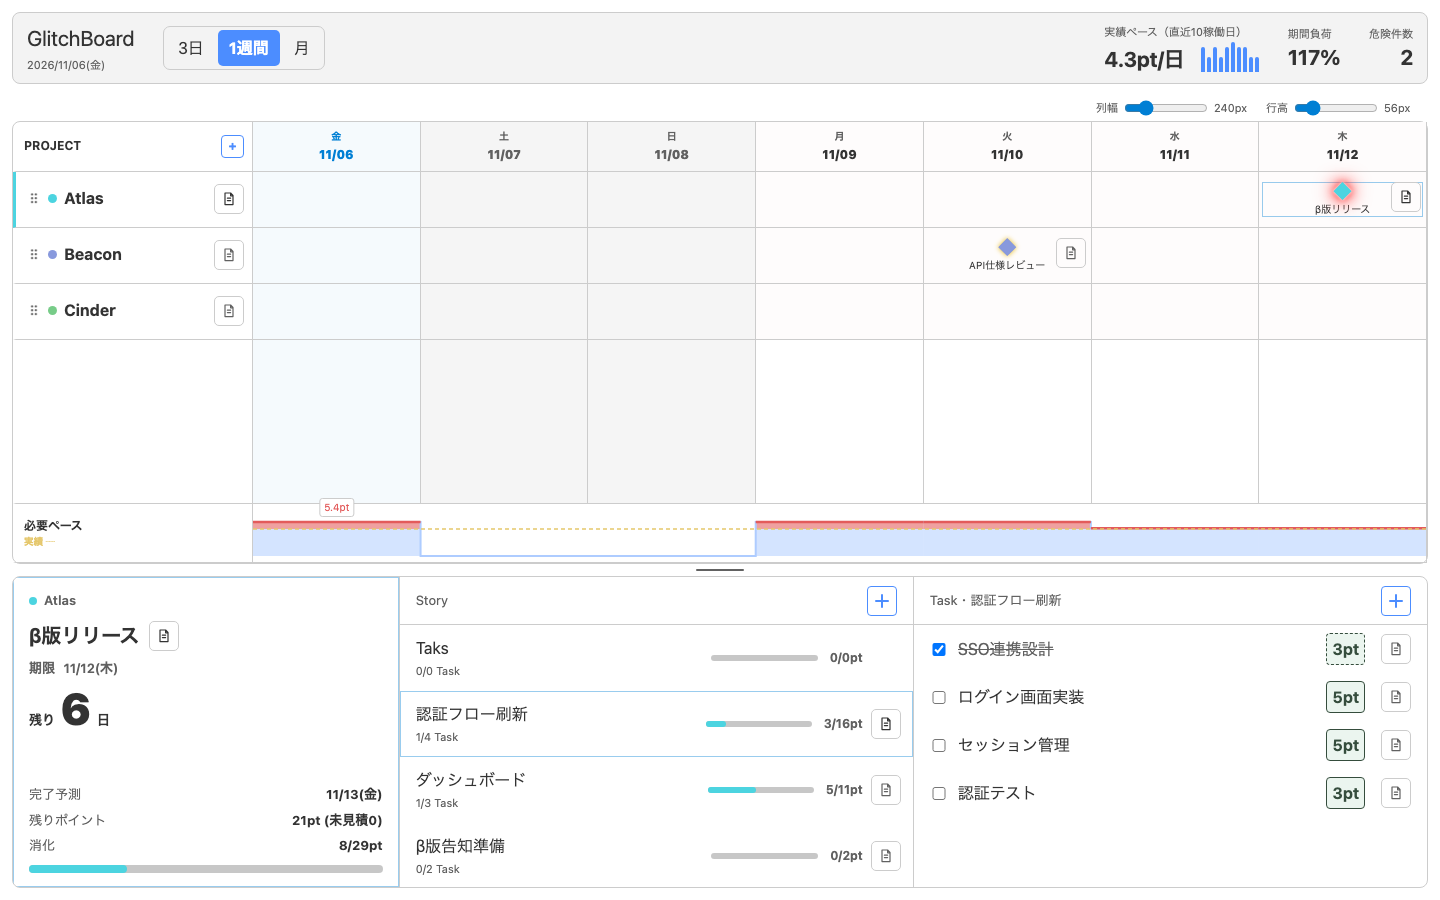 GlitchBoard
2026/11/06(金)
3日
1週間
月
実績ペース（直近10稼働日）
4.3pt/日
期間負荷
117%
危険件数
2
列幅
240px
行高
56px
PROJECT
+
金
11/06
土
11/07
日
11/08
月
11/09
火
11/10
水
11/11
木
11/12
Atlas
β版リリース
Beacon
API仕様レビュー
Cinder
必要ペース
実績 —
5.4pt
Atlas
β版リリース
期限 11/12(木)
残り 6 日
完了予測 11/13(金)
残りポイント 21pt (未見積0)
消化 8/29pt
Story
+
Taks
0/0 Task
0/0pt
認証フロー刷新
1/4 Task
3/16pt
ダッシュボード
1/3 Task
5/11pt
β版告知準備
0/2 Task
0/2pt
Task・認証フロー刷新
+
SSO連携設計 3pt
ログイン画面実装 5pt
セッション管理 5pt
認証テスト 3pt